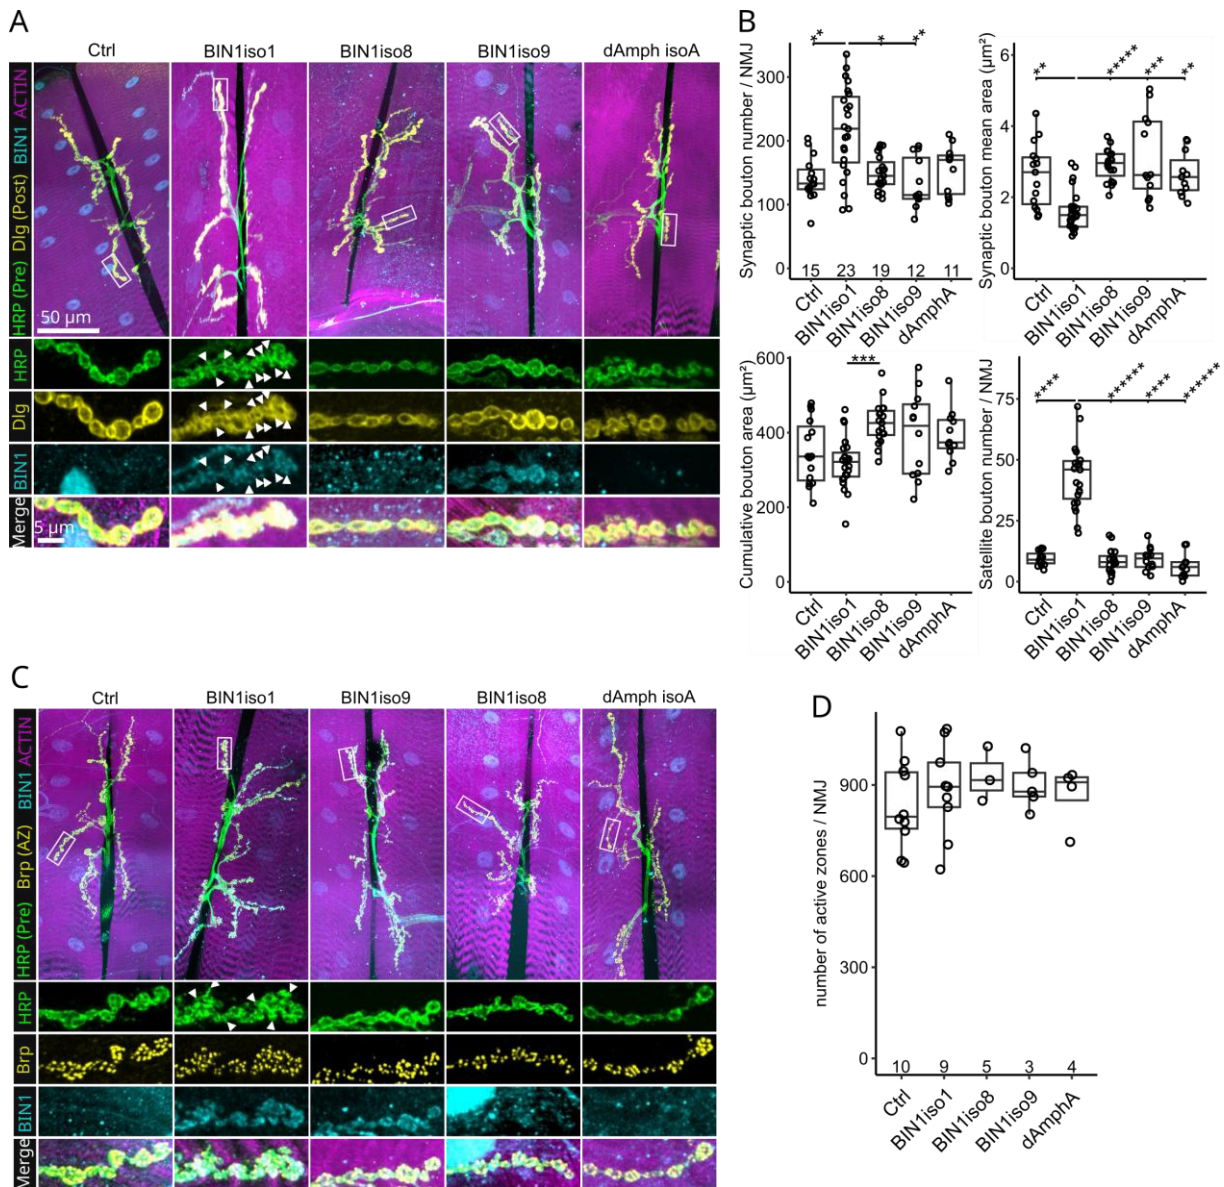 A
Ctrl
BIN1iso1
BIN1iso8
BIN1iso9
dAmph isoA
HRP (Pre) Dlg (Post) BIN1 ACTIN
50 µm
HRP
Dlg
BIN1
Merge
5 µm
B
Synaptic bouton number / NMJ
300
200
100
0
** * **
15 23 19 12 11
Ctrl
BIN1iso1
BIN1iso8
BIN1iso9
dAmphA
Synaptic bouton mean area (µm²)
6
4
2
0
** ***** *** **
Ctrl
BIN1iso1
BIN1iso8
BIN1iso9
dAmphA
Cumulative bouton area (µm²)
600
400
200
0
***
Ctrl
BIN1iso1
BIN1iso8
BIN1iso9
dAmphA
Satellite bouton number / NMJ
75
50
25
0
**** ****** **** ******
Ctrl
BIN1iso1
BIN1iso8
BIN1iso9
dAmphA
C
Ctrl
BIN1iso1
BIN1iso9
BIN1iso8
dAmph isoA
HRP (Pre) Brp (AZ) BIN1 ACTIN
HRP
Brp
BIN1
Merge
D
number of active zones / NMJ
900
600
300
0
10 9 5 3 4
Ctrl
BIN1iso1
BIN1iso8
BIN1iso9
dAmphA